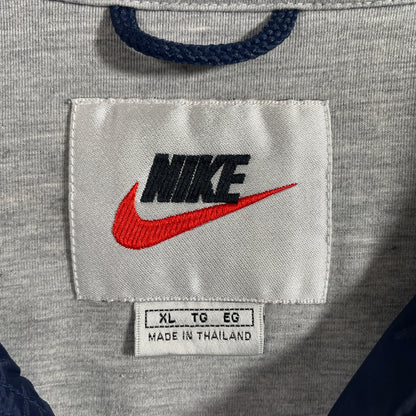 NIKE
XL TG EG
MADE IN THAILAND